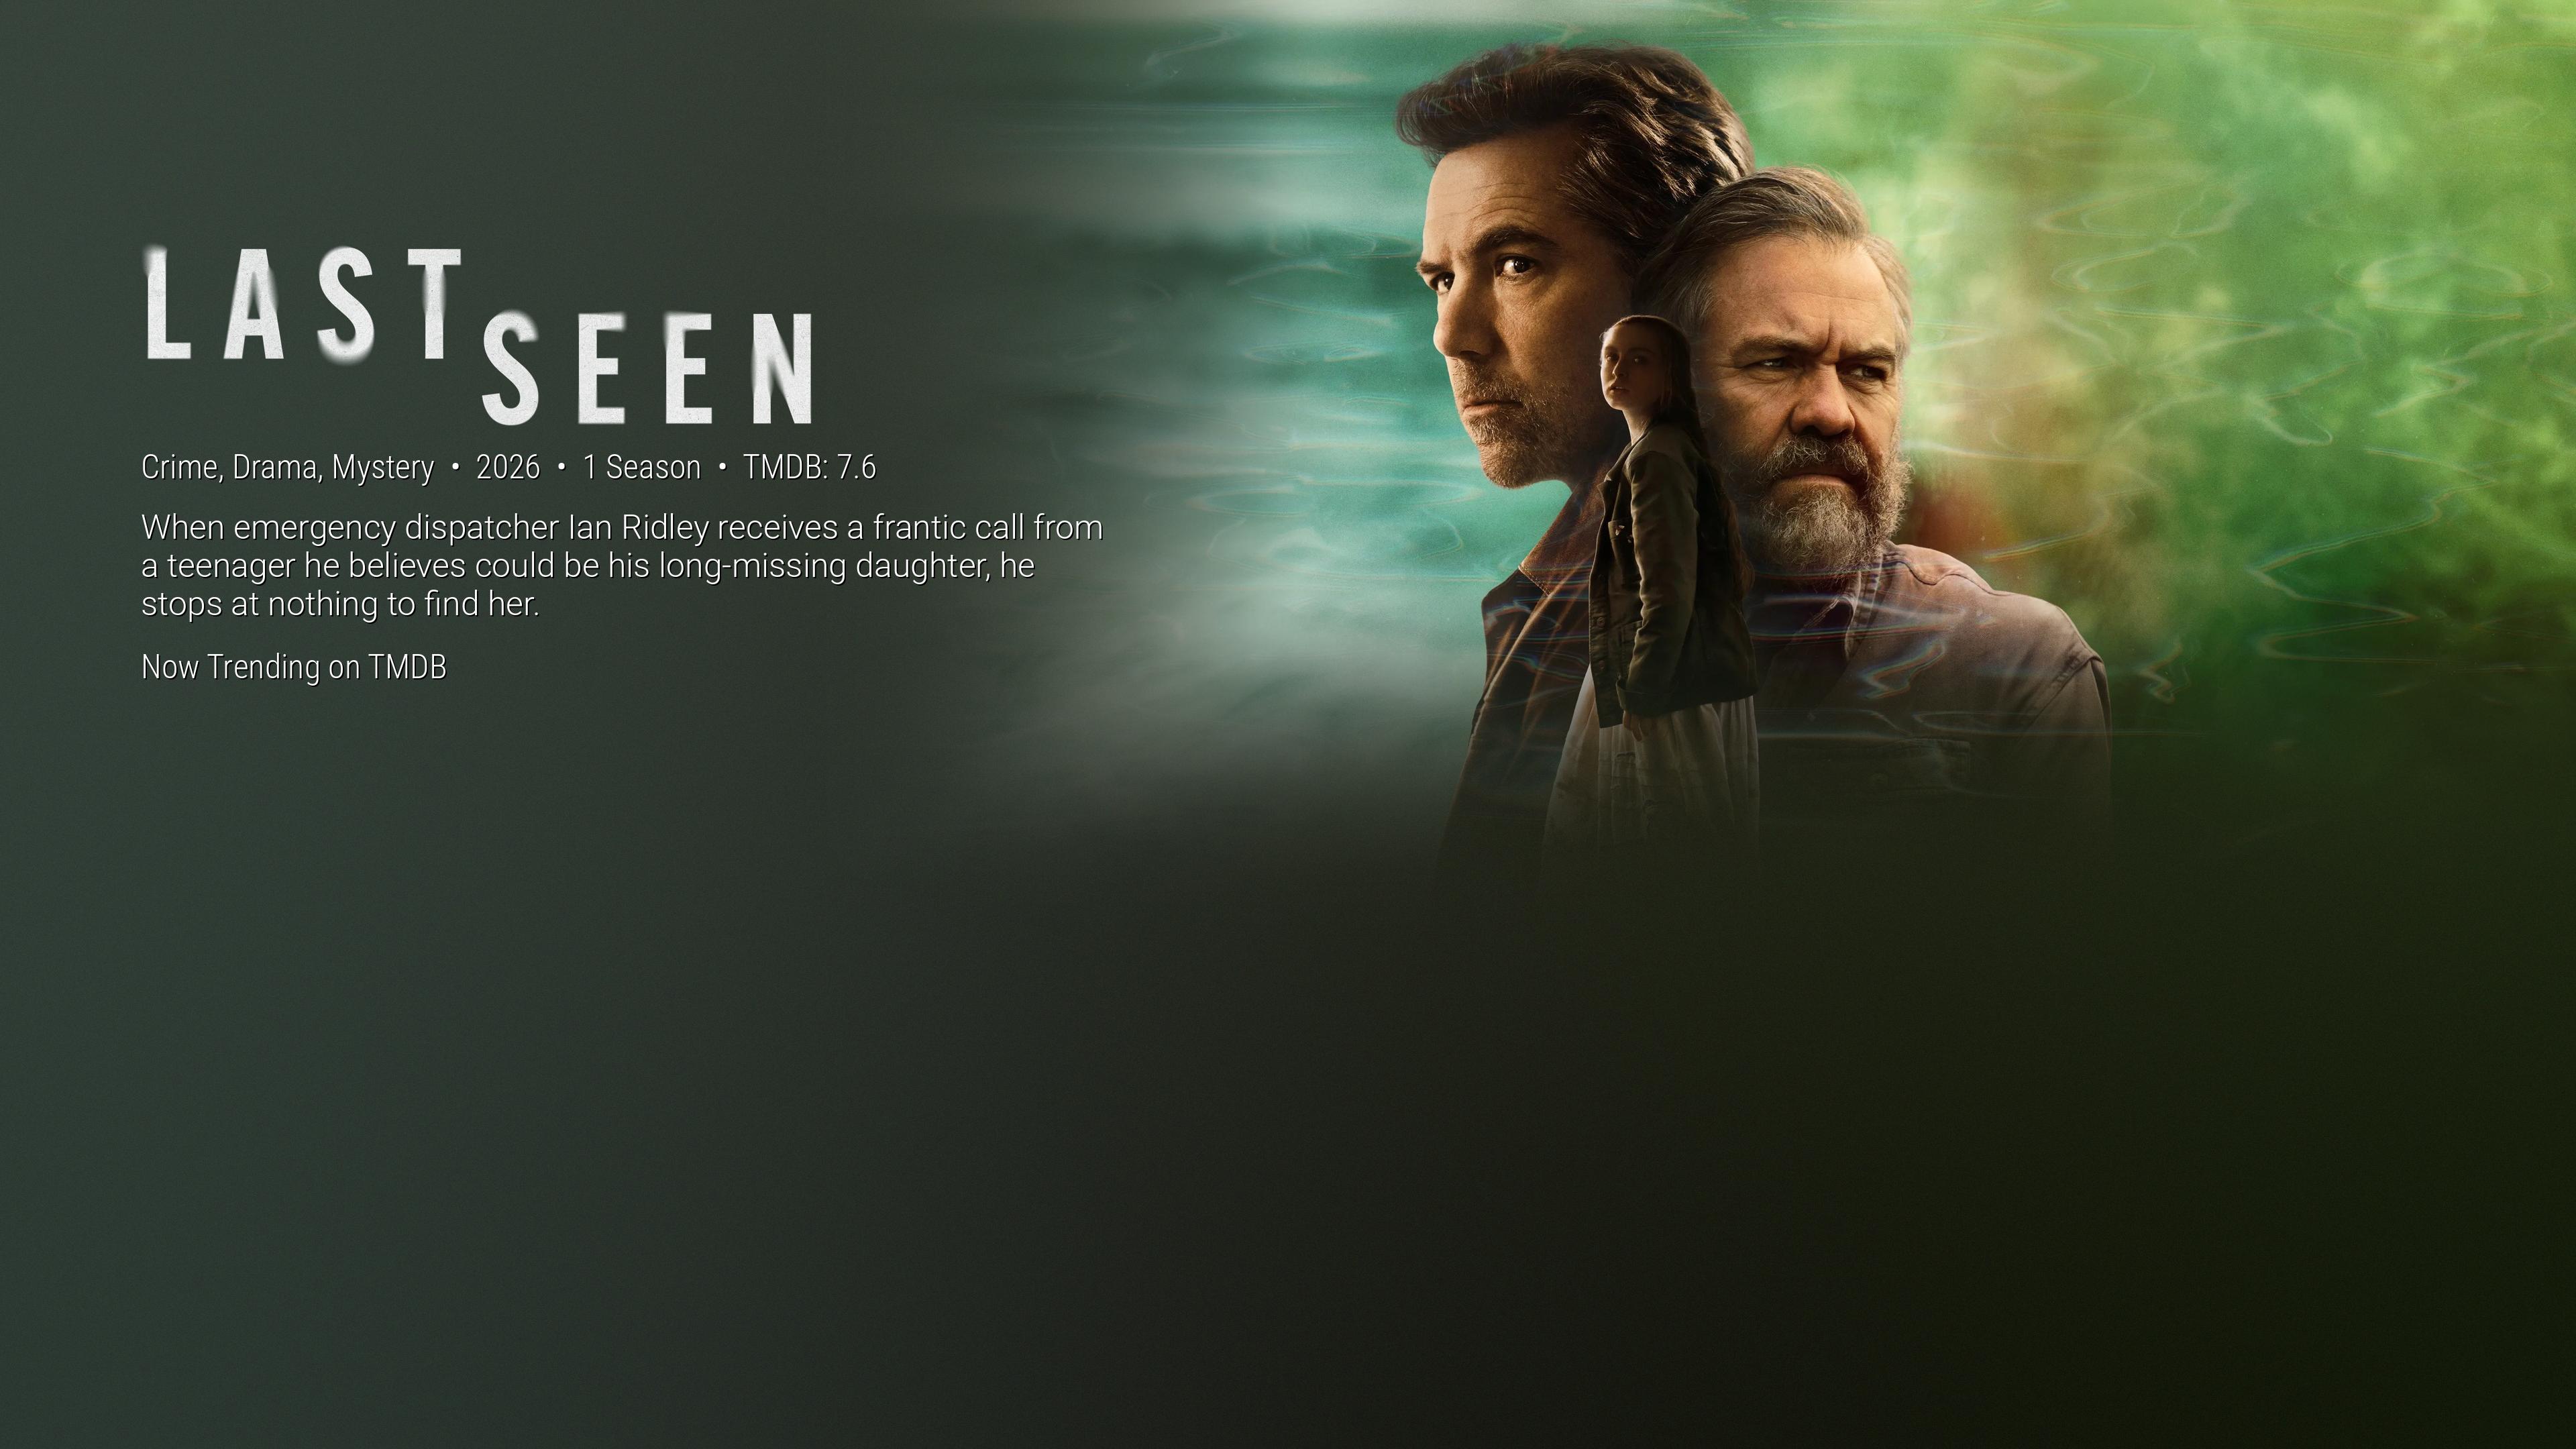 LAST
SEEN
Crime, Drama, Mystery • 2026 • 1 Season • TMDB: 7.6
When emergency dispatcher Ian Ridley receives a frantic call from
a teenager he believes could be his long-missing daughter, he
stops at nothing to find her.
Now Trending on TMDB